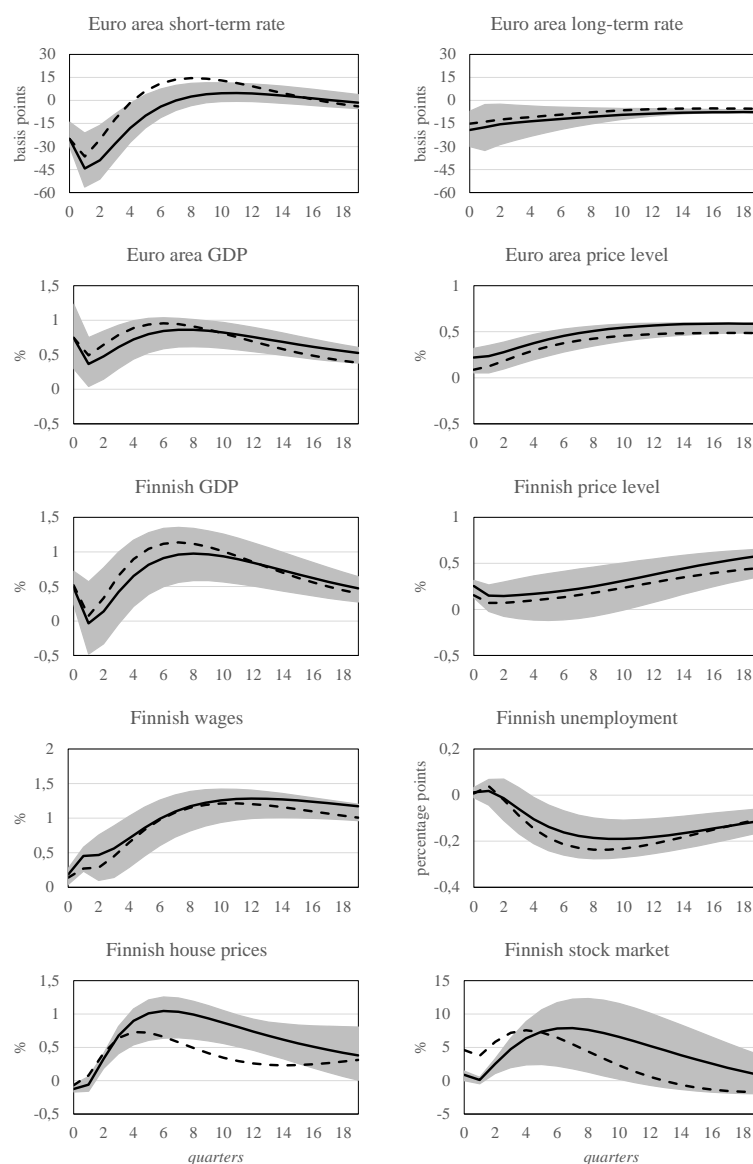 Euro area short-term rate
30
15
0
-15
-30
-45
-60
basis points
0 2 4 6 8 10 12 14 16 18
Euro area long-term rate
30
15
0
-15
-30
-45
-60
basis points
0 2 4 6 8 10 12 14 16 18
Euro area GDP
1,5
1
0,5
0
-0,5
%
0 2 4 6 8 10 12 14 16 18
Euro area price level
1
0,5
0
-0,5
%
0 2 4 6 8 10 12 14 16 18
Finnish GDP
1,5
1
0,5
0
-0,5
%
0 2 4 6 8 10 12 14 16 18
Finnish price level
1
0,5
0
-0,5
%
0 2 4 6 8 10 12 14 16 18
Finnish wages
2
1,5
1
0,5
0
%
0 2 4 6 8 10 12 14 16 18
Finnish unemployment
0,2
0
-0,2
-0,4
percentage points
0 2 4 6 8 10 12 14 16 18
Finnish house prices
1,5
1
0,5
0
-0,5
%
0 2 4 6 8 10 12 14 16 18
quarters
Finnish stock market
15
10
5
0
-5
%
0 2 4 6 8 10 12 14 16 18
quarters